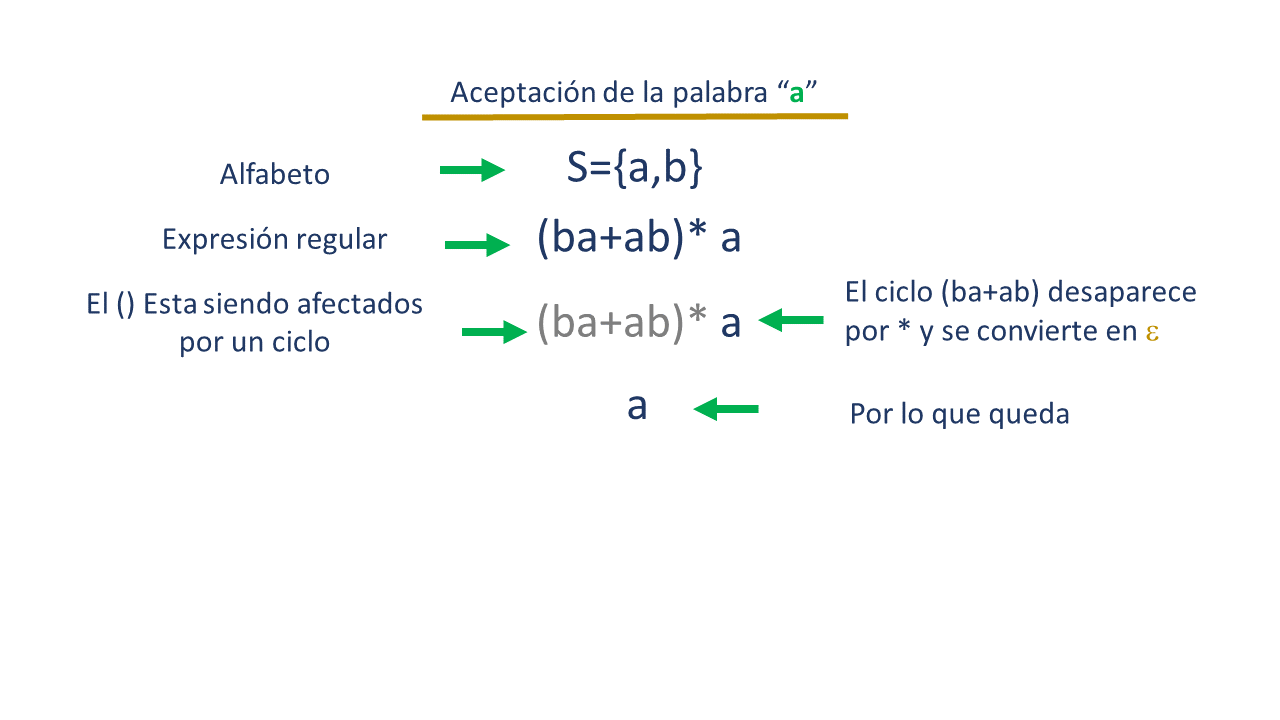 Aceptación de la palabra “a”
Alfabeto
S={a,b}
Expresión regular
(ba+ab)* a
El () Esta siendo afectados
por un ciclo
(ba+ab)* a
El ciclo (ba+ab) desaparece
por * y se convierte en ε
a
Por lo que queda